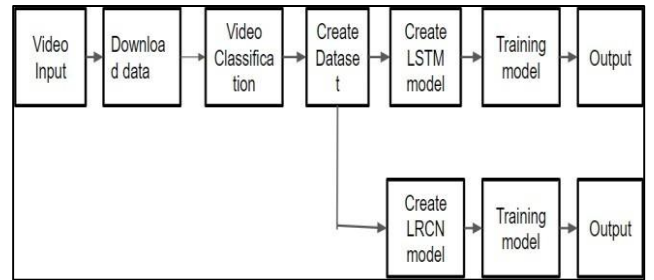 Video
Input
Downloa
d data
Video
Classifica
tion
Create
Datase
t
Create
LSTM
model
Training
model
Output
Create
LRCN
model
Training
model
Output